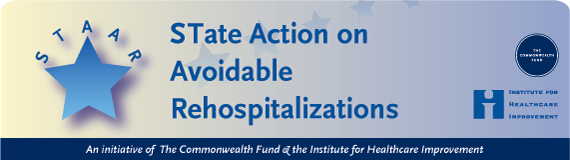 STAAR
STate Action on
Avoidable
Rehospitalizations
THE
COMMONWEALTH
FUND
INSTITUTE FOR
HEALTHCARE
IMPROVEMENT
An initiative of The Commonwealth Fund & the Institute for Healthcare Improvement